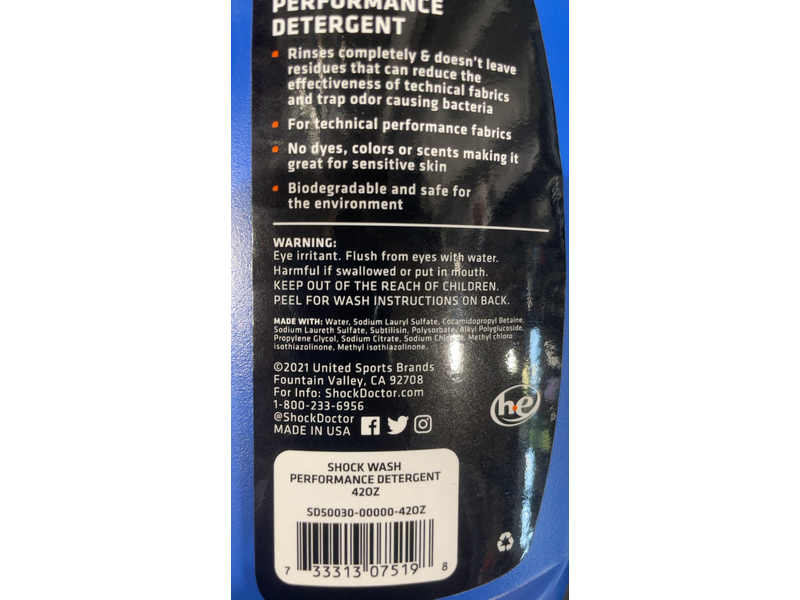 PERFORMANCE
DETERGENT
• Rinses completely & doesn't leave
residues that can reduce the
effectiveness of technical fabrics
and trap odor causing bacteria
• For technical performance fabrics
• No dyes, colors or scents making it
great for sensitive skin
• Biodegradable and safe for
the environment
WARNING:
Eye irritant. Flush from eyes with water.
Harmful if swallowed or put in mouth.
KEEP OUT OF THE REACH OF CHILDREN.
PEEL FOR WASH INSTRUCTIONS ON BACK.
MADE WITH: Water, Sodium Lauryl Sulfate, Cocamidopropyl Betaine,
Sodium Laureth Sulfate, Subtilisin, Polysorbate, Alkyl Polyglucoside,
Propylene Glycol, Sodium Citrate, Sodium Chloride, Methyl chloro
isothiazolinone, Methyl isothiazolinone.
©2021 United Sports Brands
Fountain Valley, CA 92708
For Info: ShockDoctor.com
1-800-233-6956
@ShockDoctor
MADE IN USA
he
SHOCK WASH
PERFORMANCE DETERGENT
42OZ
SD50030-00000-42OZ
7 33313 07519 8